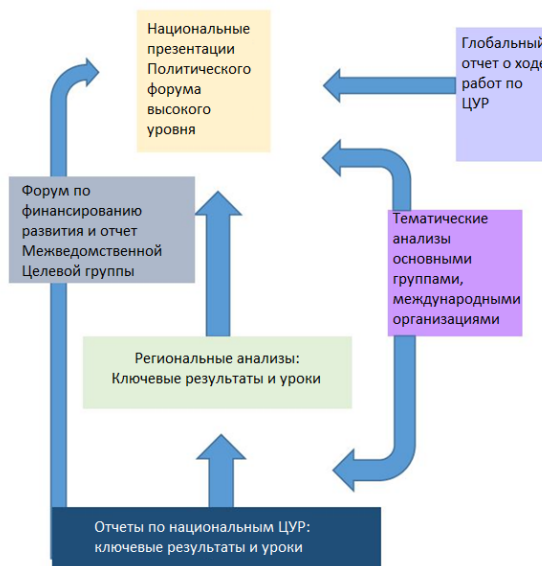 Национальные
презентации
Политического
форума
высокого
уровня
Глобальный
отчет о ходе
работ по
ЦУР
Форум по
финансированию
развития и отчет
Межведомственной
Целевой группы
Тематические
анализы
основными
группами,
международными
организациями
Региональные анализы:
Ключевые результаты и уроки
Отчеты по национальным ЦУР:
ключевые результаты и уроки